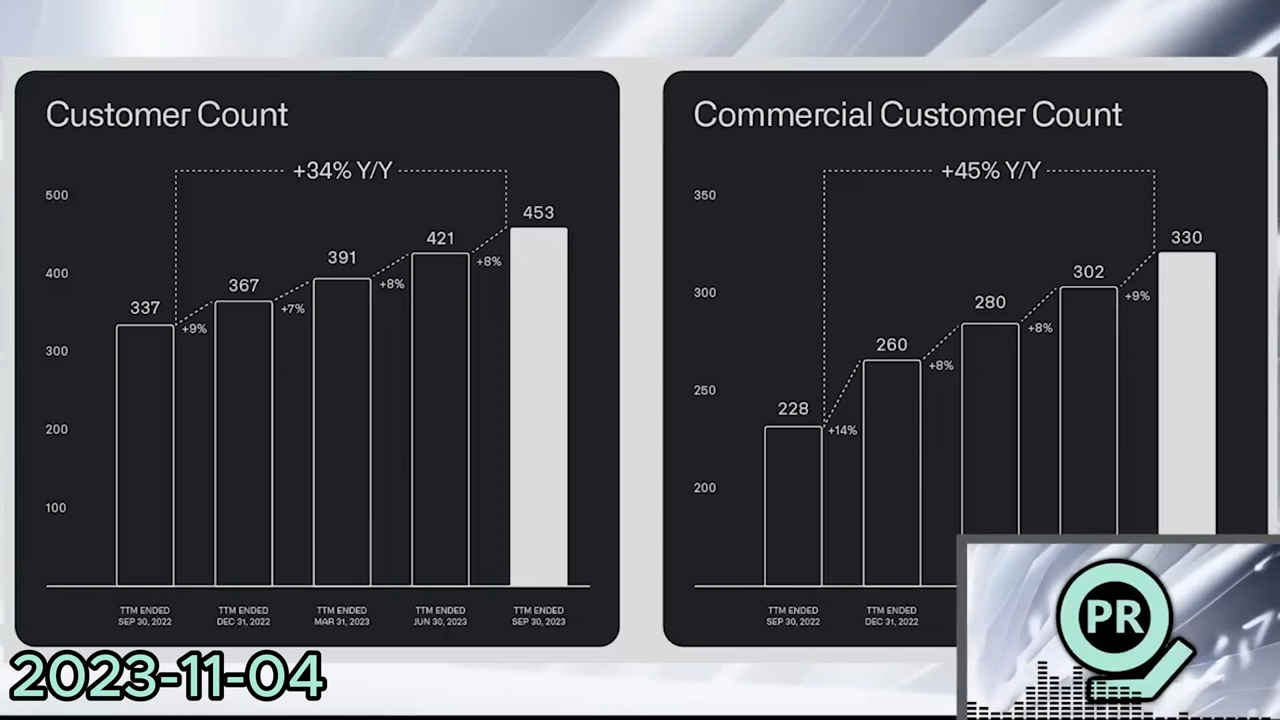 Customer Count
+34% Y/Y
500
400
300
200
100
337
367
391
421
453
+9%
+7%
+8%
+8%
TTM ENDED
SEP 30, 2022
TTM ENDED
DEC 31, 2022
TTM ENDED
MAR 31, 2023
TTM ENDED
JUN 30, 2023
TTM ENDED
SEP 30, 2023
Commercial Customer Count
+45% Y/Y
350
300
250
200
228
260
280
302
330
+14%
+8%
+8%
+9%
TTM ENDED
SEP 30, 2022
TTM ENDED
DEC 31, 2022
2023-11-04
PR